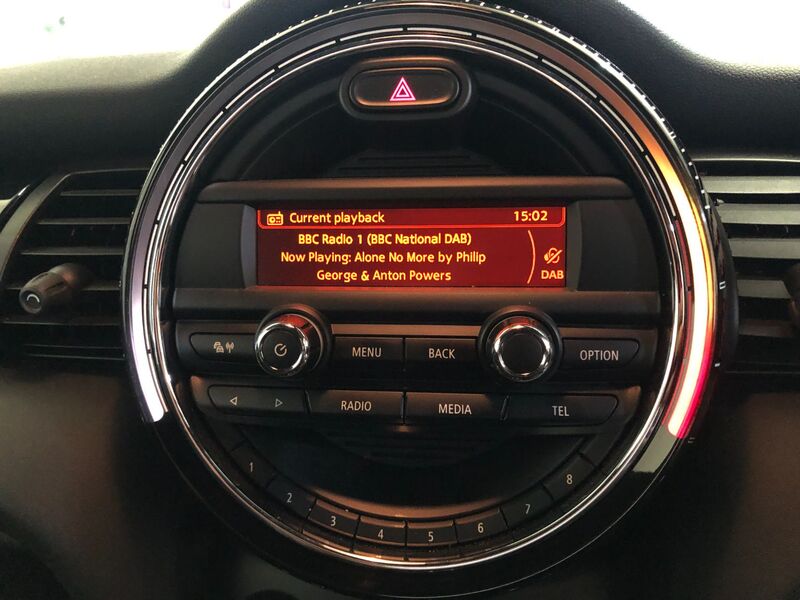 Current playback 15:02
BBC Radio 1 (BBC National DAB)
Now Playing: Alone No More by Philip
George & Anton Powers
DAB
MENU BACK OPTION
RADIO MEDIA TEL
1 2 3 4 5 6 7 8